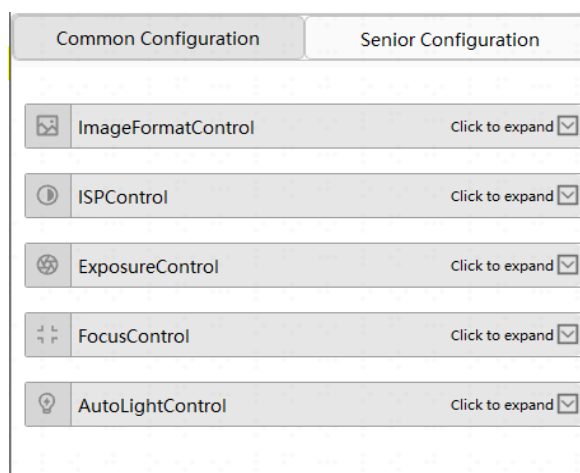 Common Configuration
Senior Configuration
ImageFormatControl
Click to expand
ISPControl
Click to expand
ExposureControl
Click to expand
FocusControl
Click to expand
AutoLightControl
Click to expand